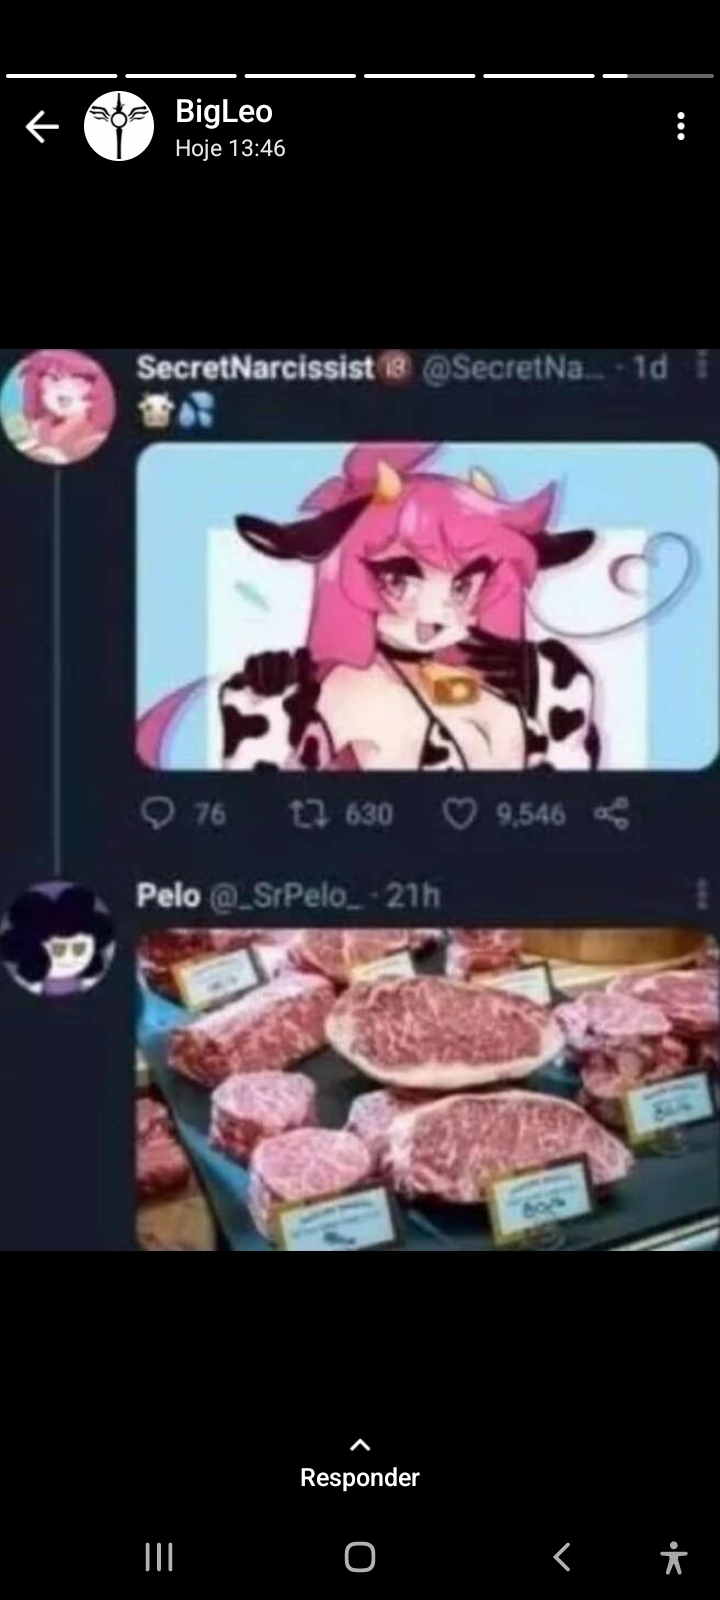 BigLeo
Hoje 13:46
SecretNarcissist🔞 @SecretNa... · 1d
🐮💦
76 630 9,546
Pelo @_SrPelo_ · 21h
Responder